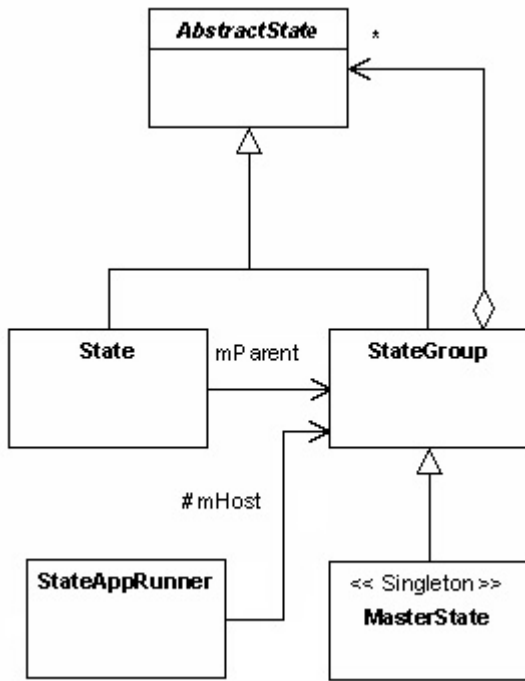 AbstractState
*
State
mParent
StateGroup
#mHost
StateAppRunner
<< Singleton >>
MasterState